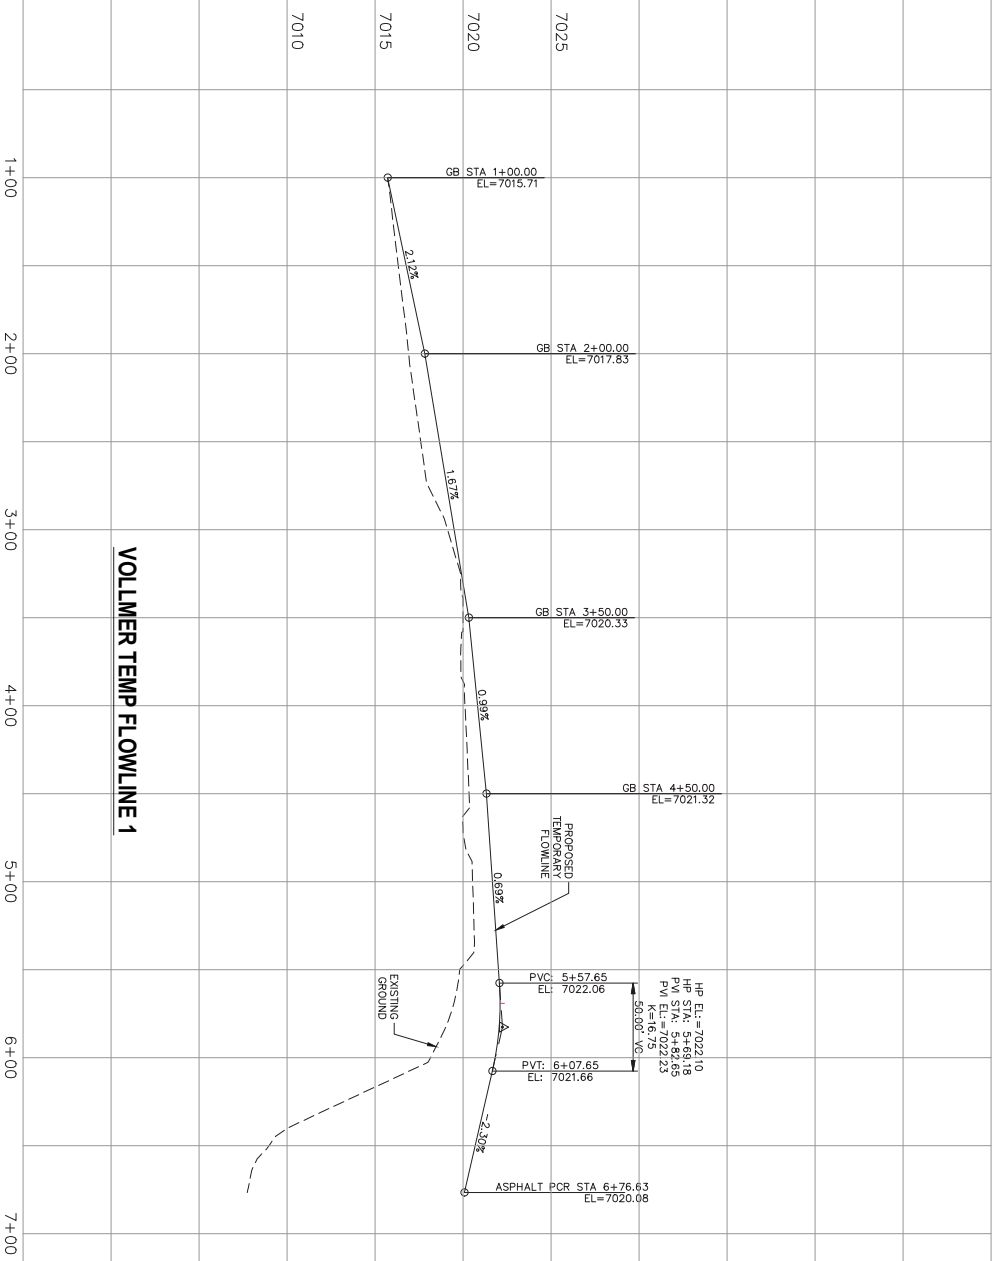 7025
7020
7015
7010
GB STA 1+00.00
EL=7015.71
2.12%
GB STA 2+00.00
EL=7017.83
1.67%
GB STA 3+50.00
EL=7020.33
0.99%
GB STA 4+50.00
EL=7021.32
0.69%
PROPOSED
TEMPORARY
FLOWLINE
PVC: 5+57.65
EL: 7022.06
HP EL:=7022.10
HP STA: 5+69.18
PVI STA: 5+82.65
PVI EL:=7022.23
K=16.75
50.00' VC
PVT: 6+07.65
EL: 7021.66
-2.30%
ASPHALT PCR STA 6+76.63
EL=7020.08
EXISTING
GROUND
VOLLMER TEMP FLOWLINE 1
1+00
2+00
3+00
4+00
5+00
6+00
7+00